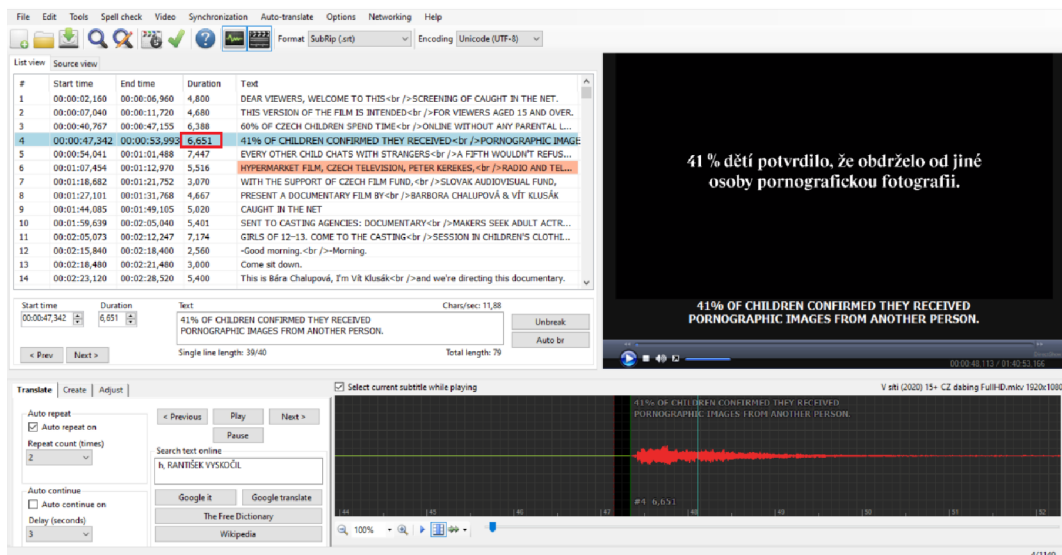 File Edit Tools Spell check Video Synchronization Auto-translate Options Networking Help
Format SubRip (.srt) Encoding Unicode (UTF-8)
List view Source view
# Start time End time Duration Text
1 00:00:02,160 00:00:06,960 4,800 DEAR VIEWERS, WELCOME TO THIS<br />SCREENING OF CAUGHT IN THE NET.
2 00:00:07,040 00:00:11,720 4,680 THIS VERSION OF THE FILM IS INTENDED<br />FOR VIEWERS AGED 15 AND OVER.
3 00:00:40,767 00:00:47,155 6,388 60% OF CZECH CHILDREN SPEND TIME<br />ONLINE WITHOUT ANY PARENTAL L...
4 00:00:47,342 00:00:53,993 6,651 41% OF CHILDREN CONFIRMED THEY RECEIVED<br />PORNOGRAPHIC IMAGE
5 00:00:54,041 00:01:01,488 7,447 EVERY OTHER CHILD CHATS WITH STRANGERS<br />A FIFTH WOULDN'T REFUS...
6 00:01:07,454 00:01:12,970 5,516 HYPERMARKET FILM, CZECH TELEVISION, PETER KEREKES,<br />RADIO AND TEL...
7 00:01:18,682 00:01:21,752 3,070 WITH THE SUPPORT OF CZECH FILM FUND,<br />SLOVAK AUDIOVISUAL FUND,
8 00:01:27,101 00:01:31,768 4,667 PRESENT A DOCUMENTARY FILM BY<br />BARBORA CHALUPOVÁ & VÍT KLUSÁK
9 00:01:44,085 00:01:49,105 5,020 CAUGHT IN THE NET
10 00:01:59,639 00:02:05,040 5,401 SENT TO CASTING AGENCIES: DOCUMENTARY<br />MAKERS SEEK ADULT ACTR...
11 00:02:05,073 00:02:12,247 7,174 GIRLS OF 12-13. COME TO THE CASTING<br />SESSION IN CHILDREN'S CLOTHI...
12 00:02:15,840 00:02:18,400 2,560 -Good morning.<br />-Morning.
13 00:02:18,480 00:02:21,480 3,000 Come sit down.
14 00:02:23,120 00:02:28,520 5,400 This is Bára Chalupová, I'm Vít Klusák<br />and we're directing this documentary.
41 % dětí potvrdilo, že obdrželo od jiné
osoby pornografickou fotografii.
41% OF CHILDREN CONFIRMED THEY RECEIVED
PORNOGRAPHIC IMAGES FROM ANOTHER PERSON.
00:00:48,113 / 01:40:53,166
Start time Duration Text Chars/sec: 11,88
00:00:47,342 6,651
41% OF CHILDREN CONFIRMED THEY RECEIVED
PORNOGRAPHIC IMAGES FROM ANOTHER PERSON.
Unbreak
Auto br
< Prev Next >
Single line length: 39/40 Total length: 79
Translate Create Adjust
Auto repeat
Auto repeat on
Repeat count (times)
2
Auto continue
Auto continue on
Delay (seconds)
3
< Previous Play Next >
Pause
Search text online
h, RANTIŠEK VYSKOČIL
Google it Google translate
The Free Dictionary
Wikipedia
Select current subtitle while playing
V síti (2020) 15+ CZ dabing FullHD.mkv 1920x1080
41% OF CHILDREN CONFIRMED THEY RECEIVED
PORNOGRAPHIC IMAGES FROM ANOTHER PERSON.
#4 6,651
44 45 46 47 48 49 50 51 52
100%